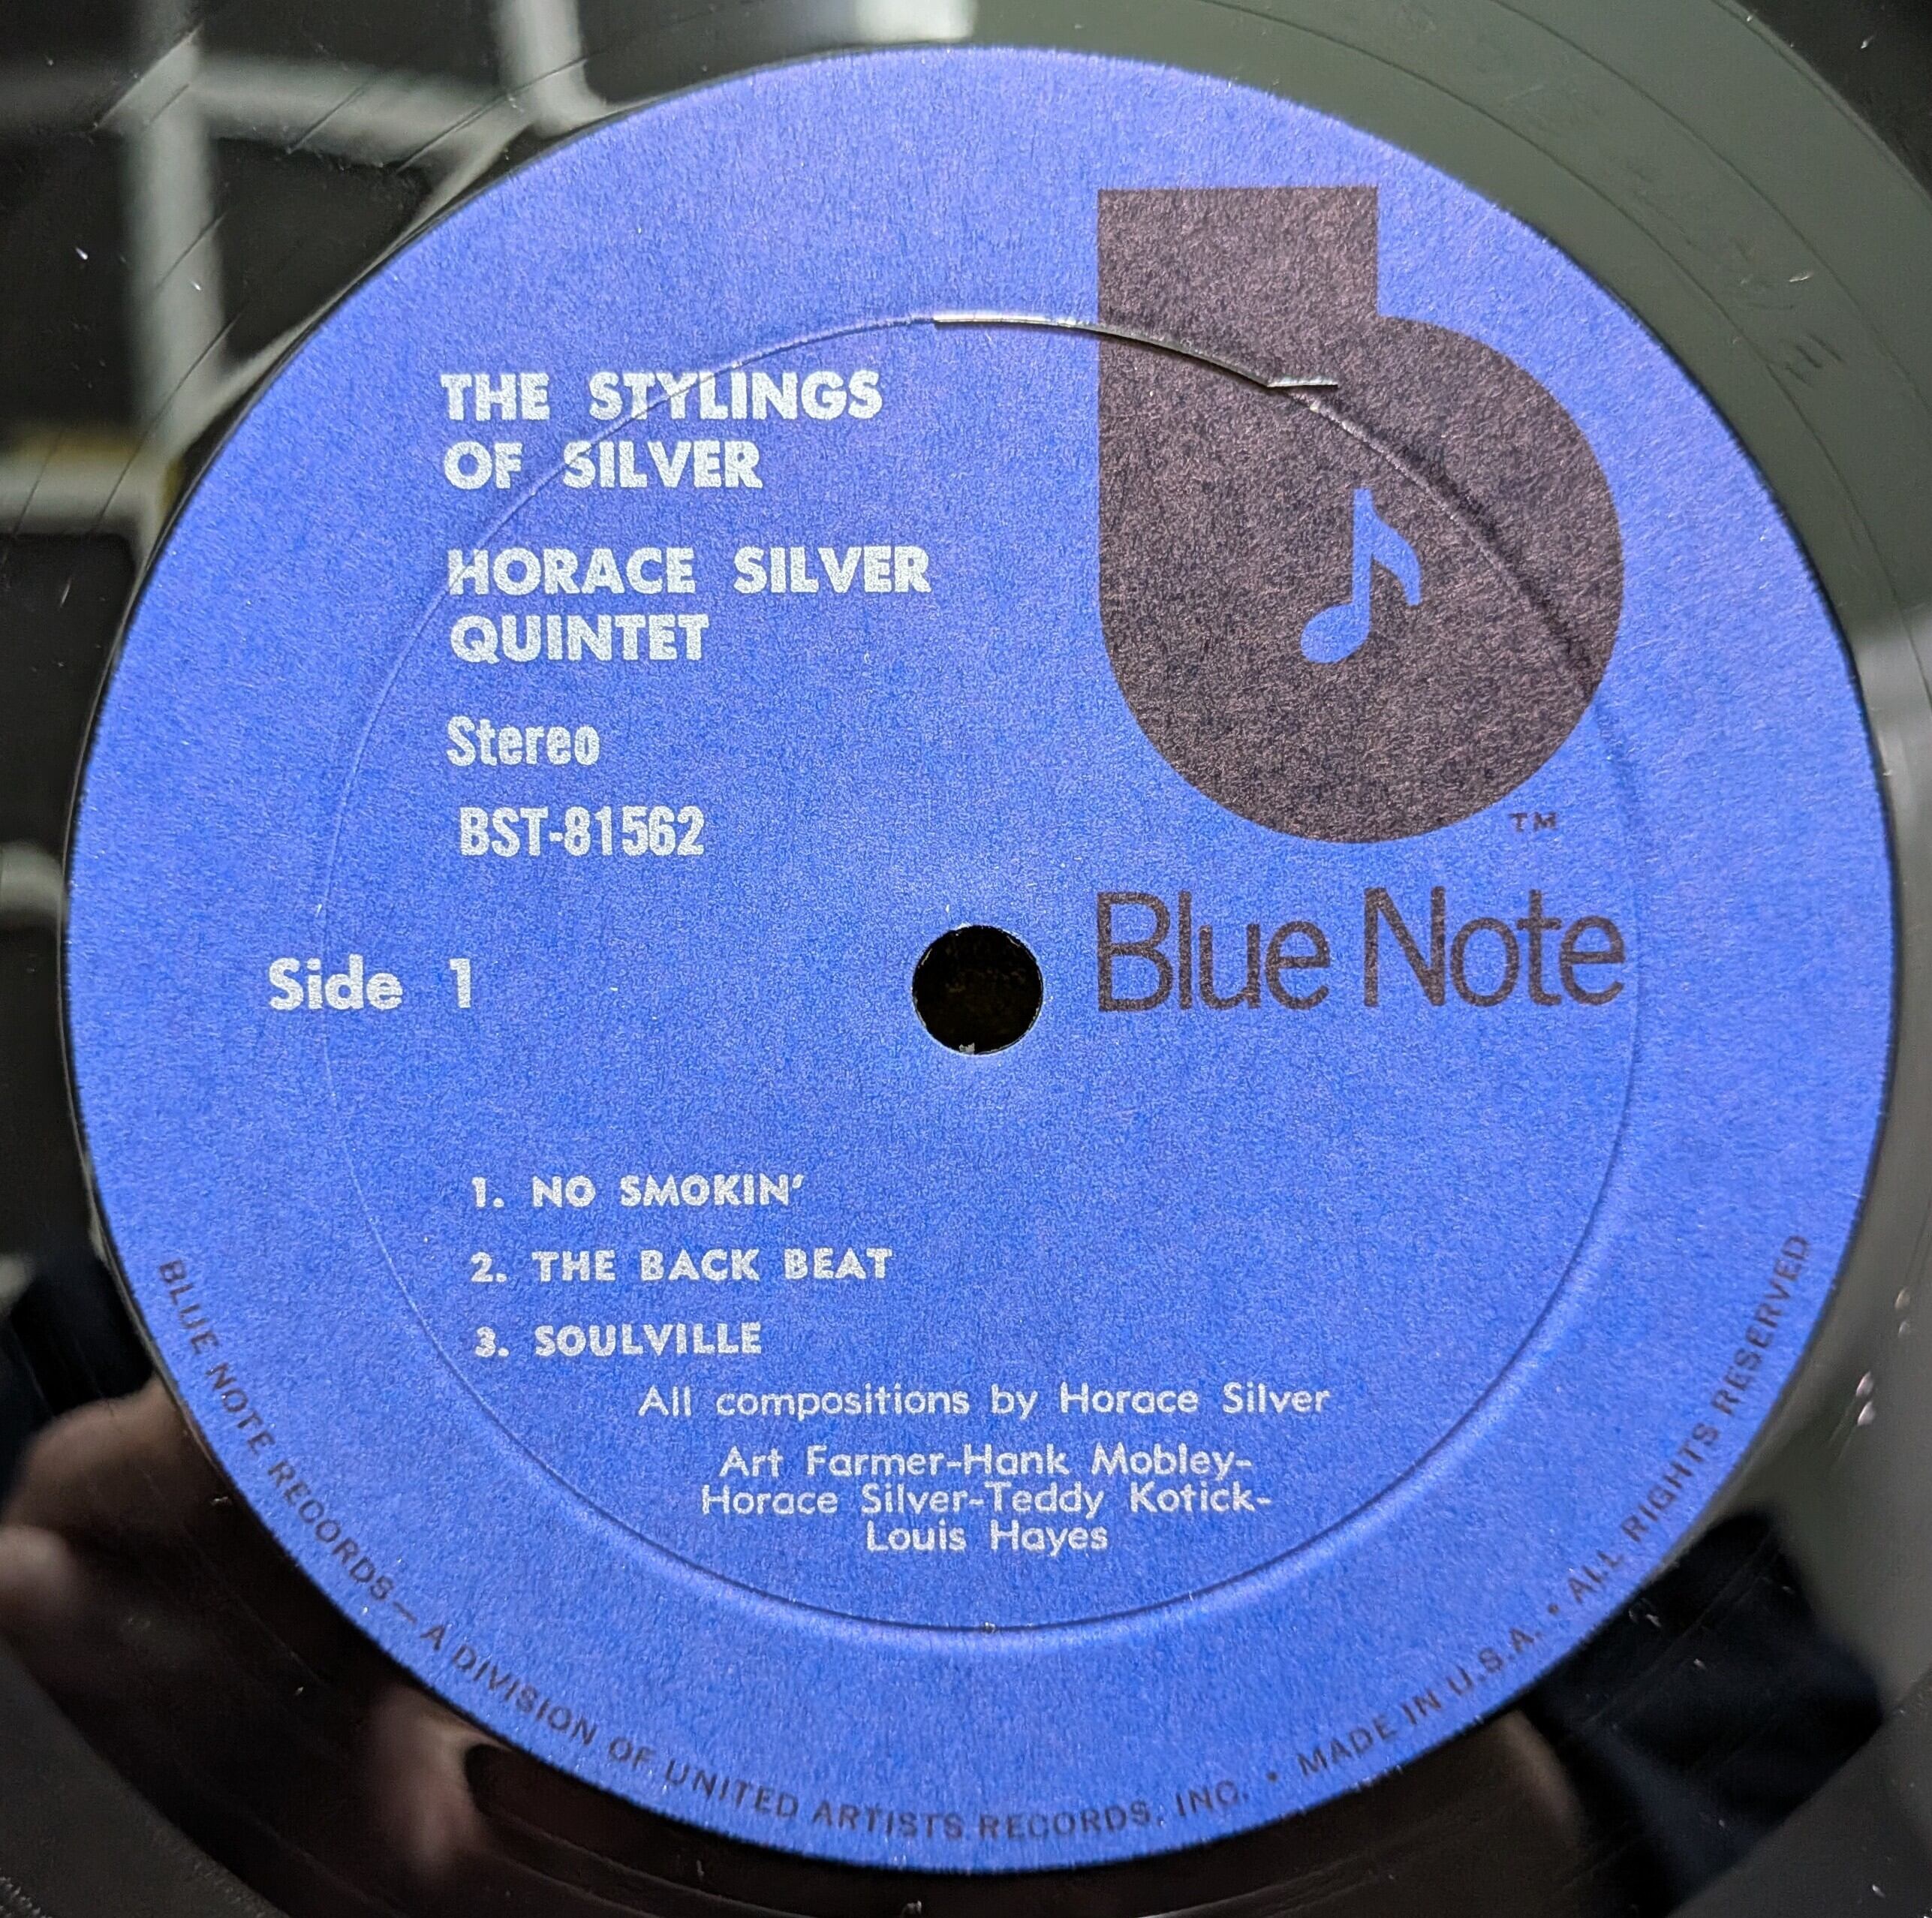 THE STYLINGS
OF SILVER
HORACE SILVER
QUINTET
Stereo
BST-81562
TM
Blue Note
Side 1
1. NO SMOKIN'
2. THE BACK BEAT
3. SOULVILLE
All compositions by Horace Silver
Art Farmer-Hank Mobley-
Horace Silver-Teddy Kotick-
Louis Hayes
BLUE NOTE RECORDS — A DIVISION OF UNITED ARTISTS RECORDS, INC. • MADE IN U.S.A. • ALL RIGHTS RESERVED